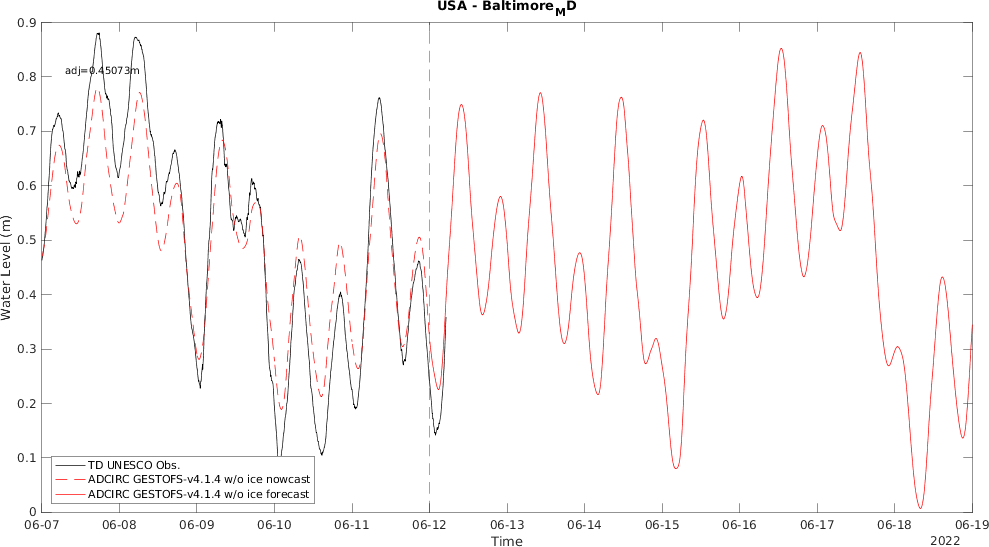 USA - BaltimoreMD
0.9
0.8
0.7
0.6
0.5
0.4
0.3
0.2
0.1
0
Water Level (m)
adj=0.45073m
TD UNESCO Obs.
ADCIRC GESTOFS-v4.1.4 w/o ice nowcast
ADCIRC GESTOFS-v4.1.4 w/o ice forecast
06-07 06-08 06-09 06-10 06-11 06-12 06-13 06-14 06-15 06-16 06-17 06-18 06-19
Time
2022